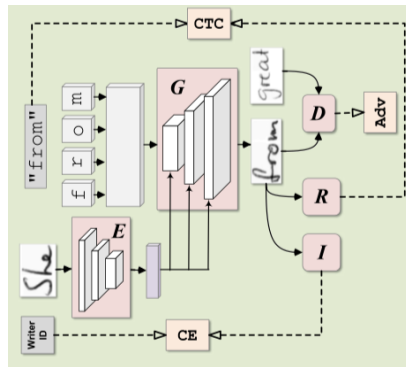 CTC
"from"
f r o m
G
great
D
Adv
from
R
She
E
I
Writer
ID
CE